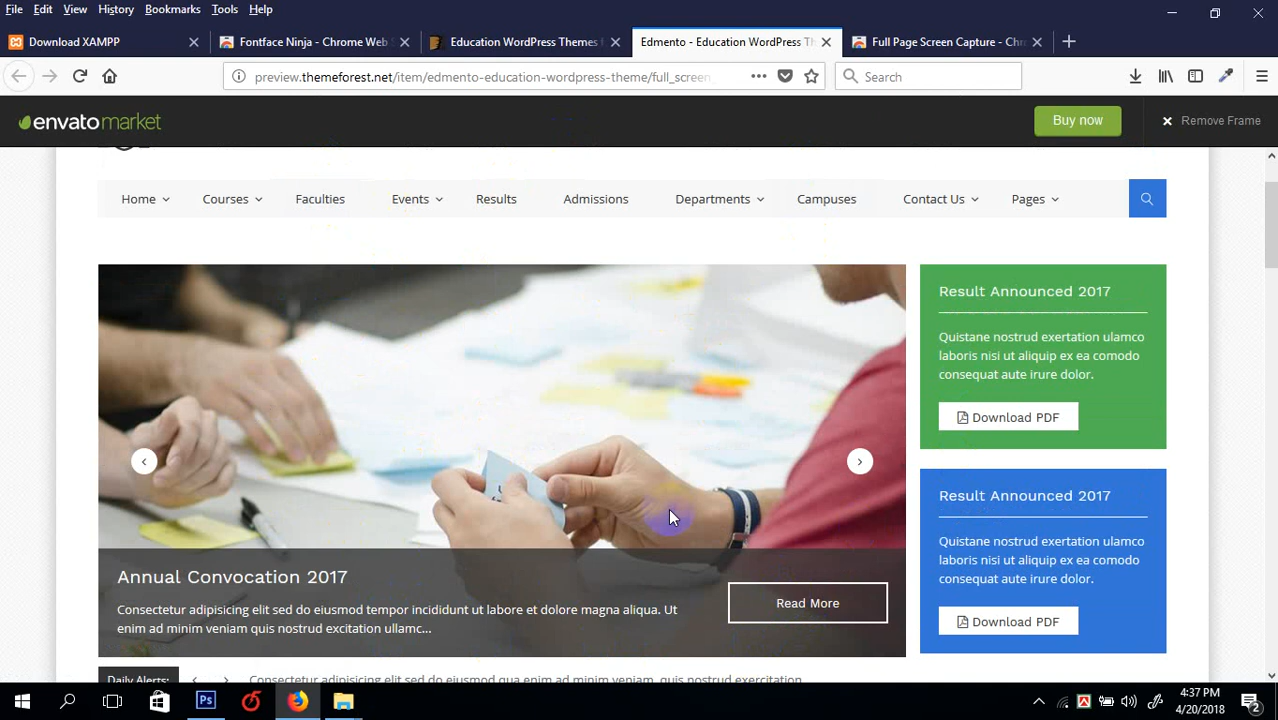 File Edit View History Bookmarks Tools Help
Download XAMPP
Fontface Ninja - Chrome Web
Education WordPress Themes
Edmento - Education WordPress Th
Full Page Screen Capture - Chr
preview.themeforest.net/item/edmento-education-wordpress-theme/full_screen
Search
envatomarket
Buy now
Remove Frame
Home Courses Faculties Events Results Admissions Departments Campuses Contact Us Pages
Result Announced 2017
Quistane nostrud exertation ulamco
laboris nisi ut aliquip ex ea comodo
consequat aute irure dolor.
Download PDF
Result Announced 2017
Quistane nostrud exertation ulamco
laboris nisi ut aliquip ex ea comodo
consequat aute irure dolor.
Download PDF
Annual Convocation 2017
Consectetur adipisicing elit sed do eiusmod tempor incididunt ut labore et dolore magna aliqua. Ut
enim ad minim veniam quis nostrud excitation ullamc...
Read More
Daily Alerts:
Consectetur adipisicing elit sed do ejusmod qua enim ad minim veniam, quis nostrud exercitation
Ps
4:37 PM
4/20/2018
2